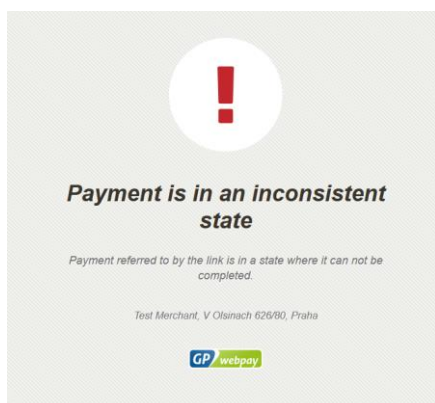 Payment is in an inconsistent
state
Payment referred to by the link is in a state where it can not be
completed.
Test Merchant, V Olsinach 626/80, Praha
GP webpay